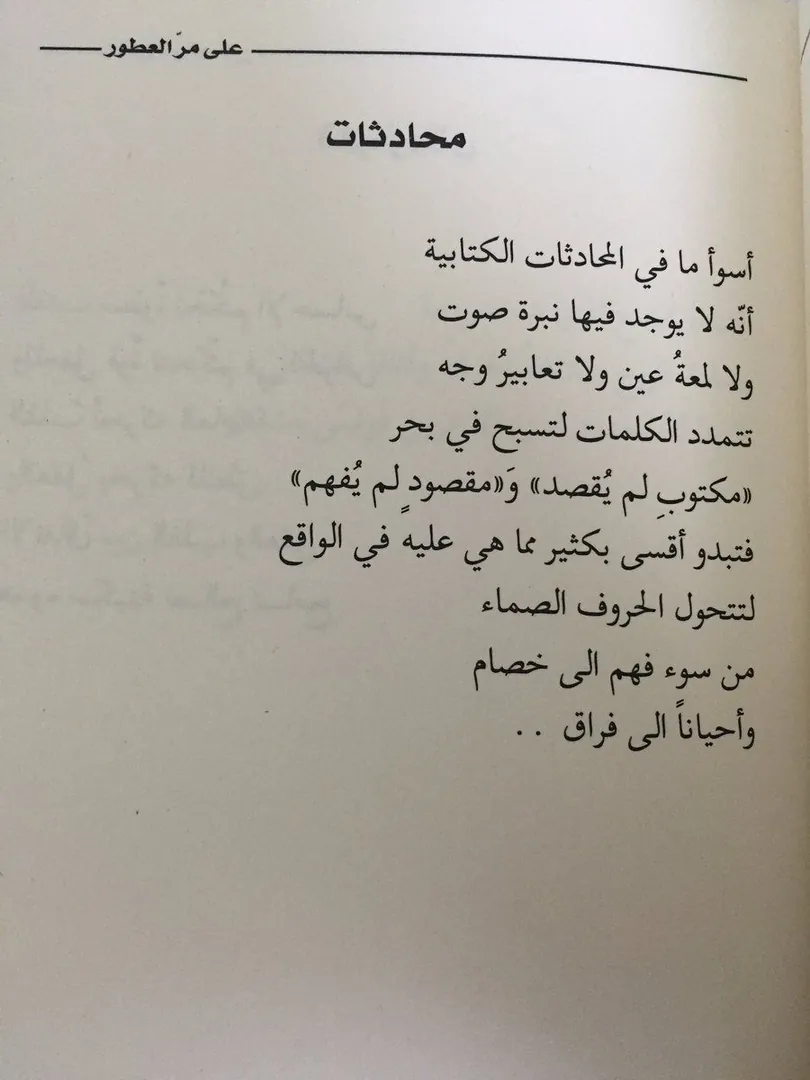 على مرّ العطور
محادثات
أسوأ ما في المحادثات الكتابية
أنّه لا يوجد فيها نبرة صوت
ولا لمعةُ عين ولا تعابيرُ وجه
تتمدد الكلمات لتسبح في بحر
«مكتوبٍ لم يُقصد» وَ«مقصودٍ لم يُفهم»
فتبدو أقسى بكثير مما هي عليه في الواقع
لتتحول الحروف الصماء
من سوء فهم الى خصام
وأحياناً الى فراق ..